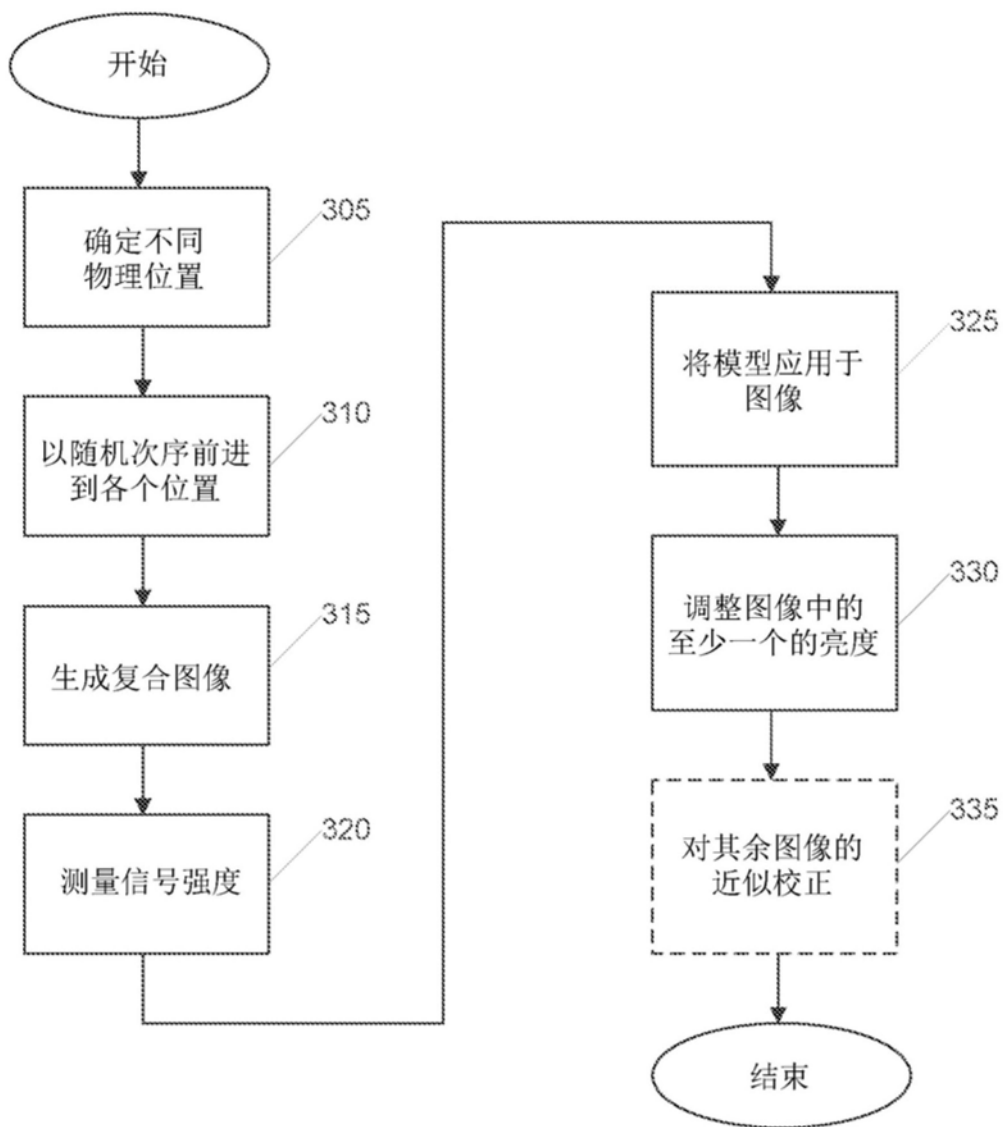 开始
确定不同
物理位置
305
以随机次序前进
到各个位置
310
生成复合图像
315
测量信号强度
320
将模型应用于
图像
325
调整图像中的
至少一个的亮度
330
对其余图像的
近似校正
335
结束